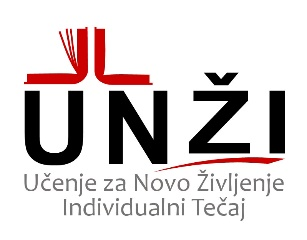 UNŽI
Učenje za Novo Življenje
Individualni Tečaj